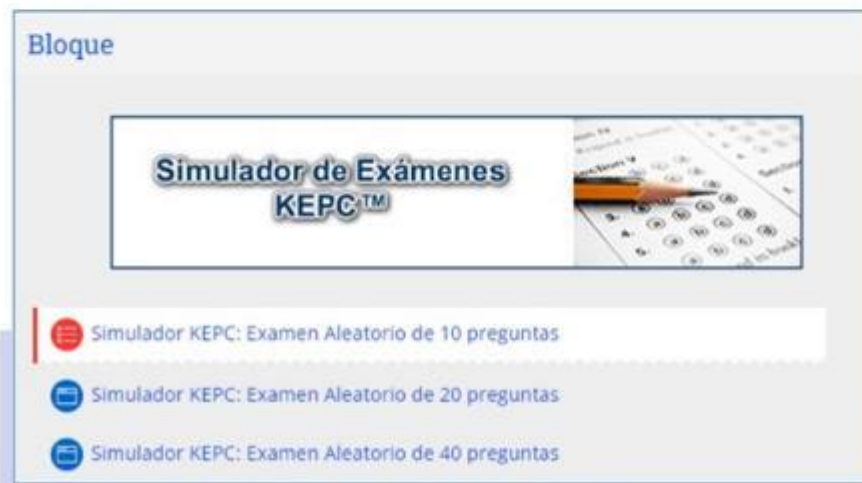 Bloque
Simulador de Exámenes
KEPC™
Section V
Simulador KEPC: Examen Aleatorio de 10 preguntas
Simulador KEPC: Examen Aleatorio de 20 preguntas
Simulador KEPC: Examen Aleatorio de 40 preguntas